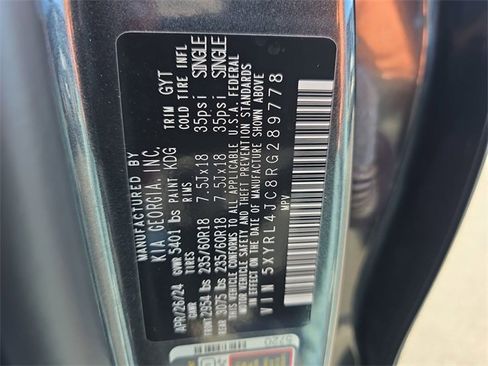 MANUFACTURED BY
KIA GEORGIA, INC.
APR/26/24 GVWR 5401 lbs PAINT KDG TRIM GYT
GAWR TIRES RIMS COLD TIRE INFL
FRONT 2954 lbs 235/60R18 7.5Jx18 35psi SINGLE
REAR 3075 lbs 235/60R18 7.5Jx18 35psi SINGLE
THIS VEHICLE CONFORMS TO ALL APPLICABLE U.S.A. FEDERAL
MOTOR VEHICLE SAFETY AND THEFT PREVENTION STANDARDS
IN EFFECT ON THE DATE OF MANUFACTURE SHOWN ABOVE
VIN 5XYRL4JC8RG289778
MPV
5720